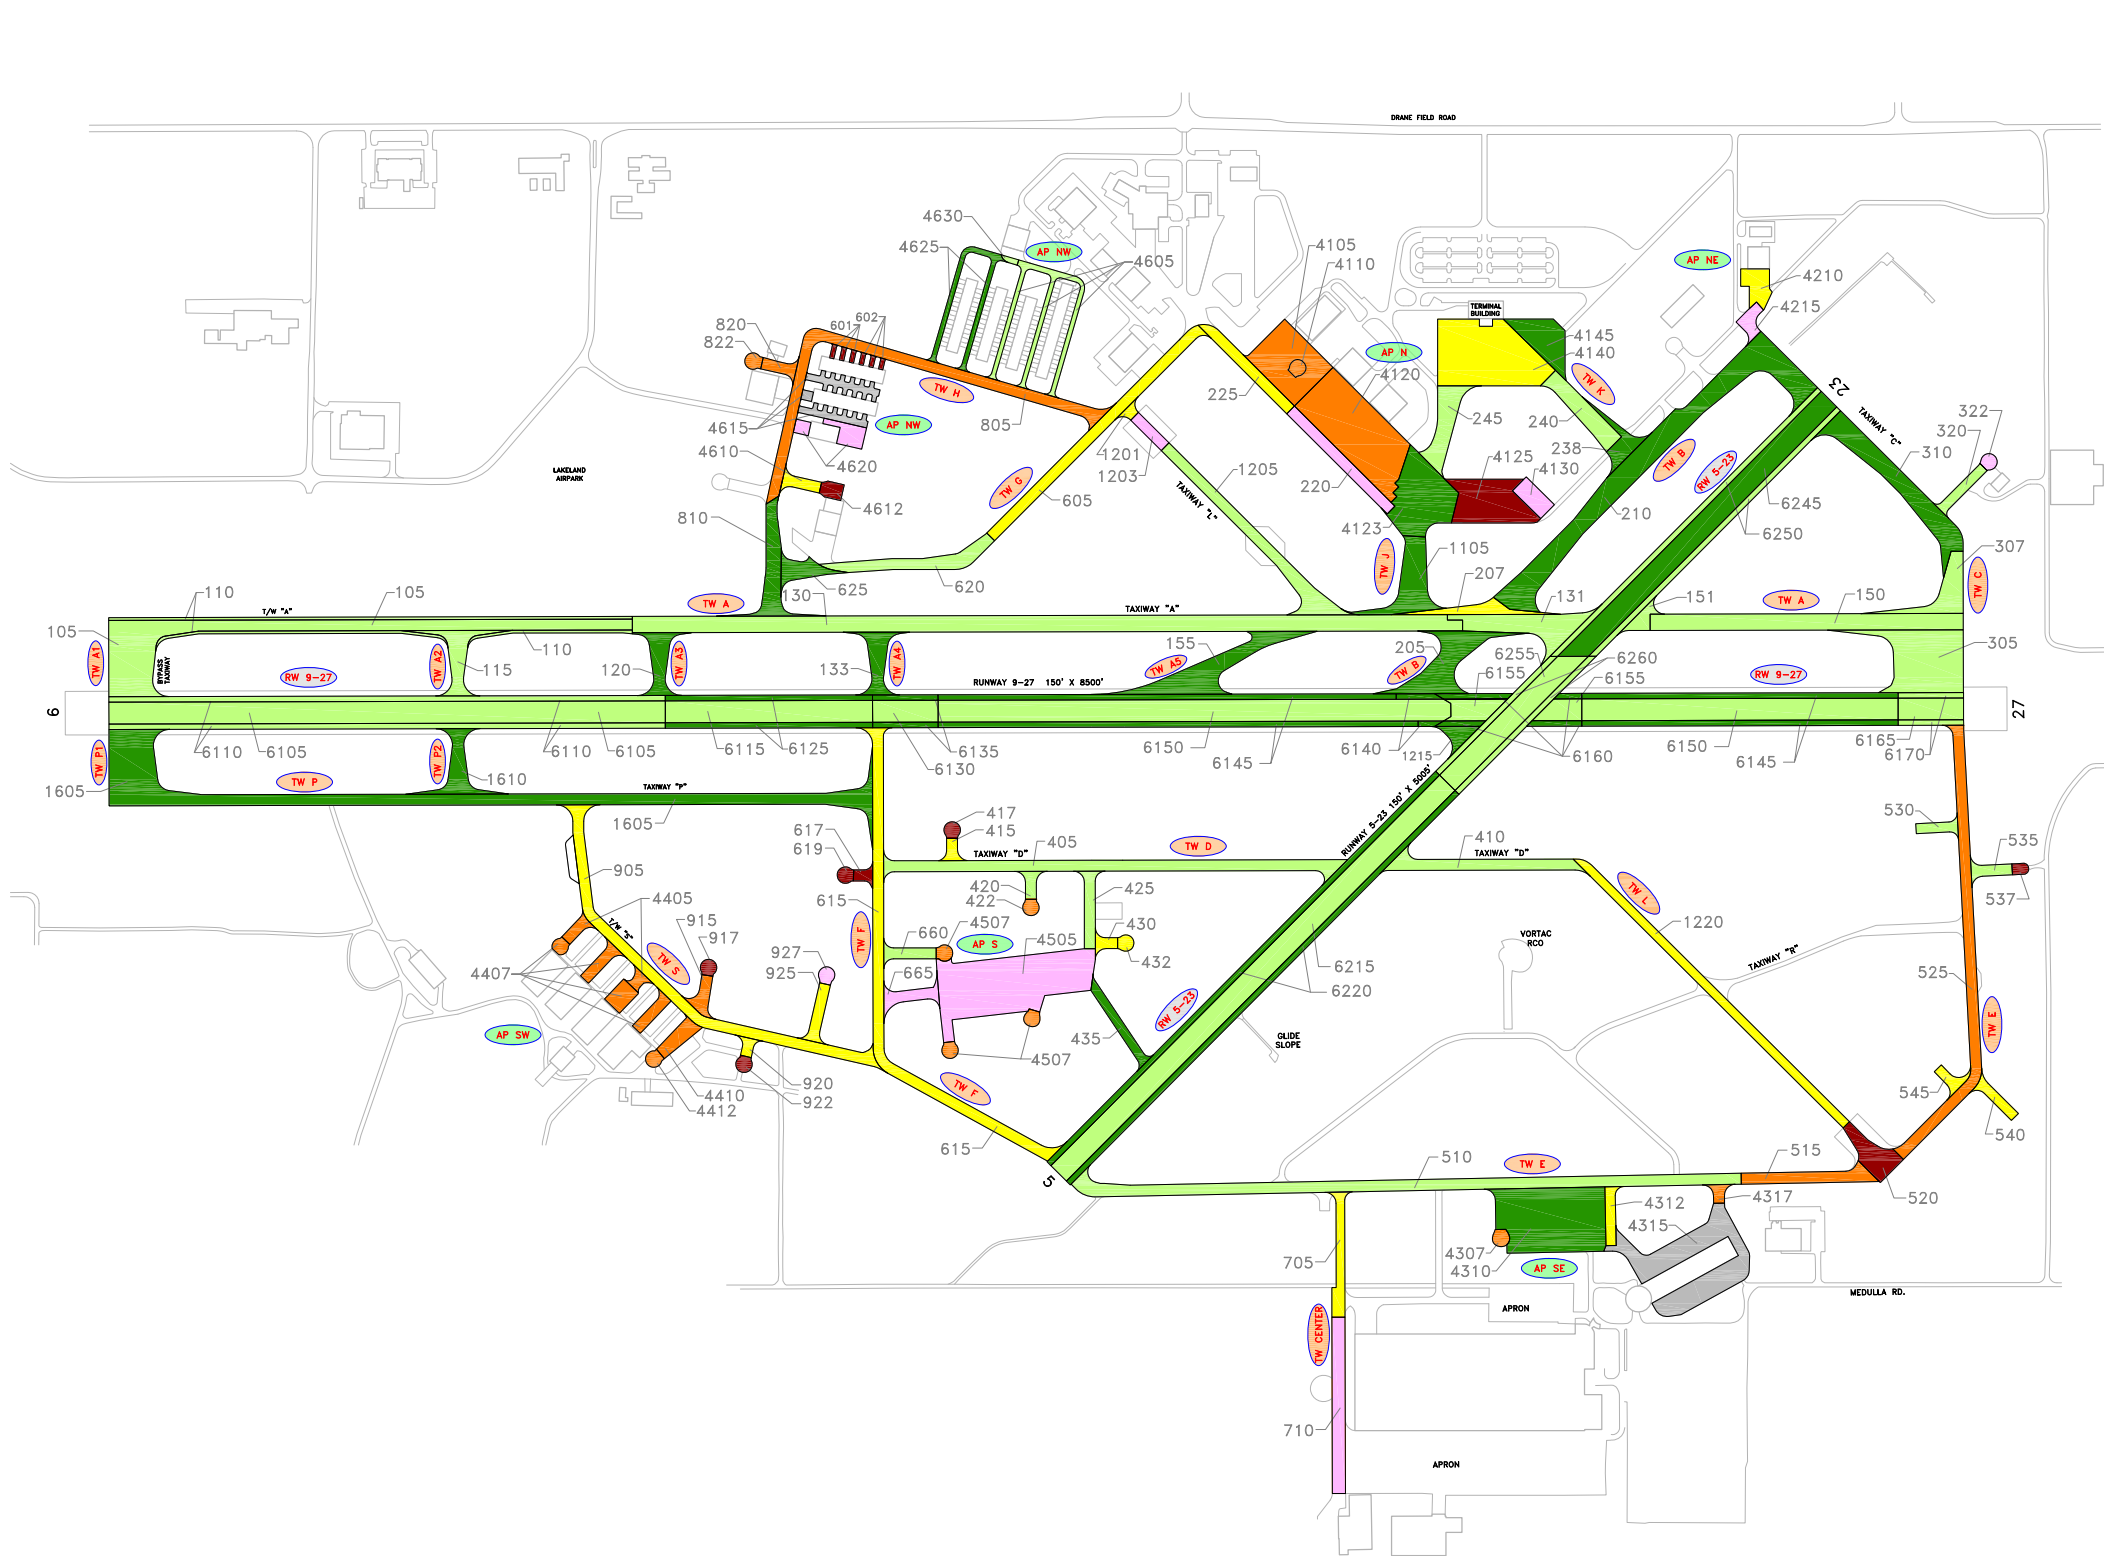 DRANE FIELD ROAD
4630
4625
AP NW
4605
4105
4110
AP NE
4210
4215
TERMINAL
BUILDING
820
822
601
602
4145
4140
AP N
TW K
4120
225
TW H
805
245
240
238
23
TAXIWAY "C"
322
320
310
4615
AP NW
4620
4610
4612
1201
1203
1205
TW G
605
TAXIWAY "L"
220
4125
4130
4123
TW B
RW 5-23
210
6245
6250
LAKELAND
AIRPARK
810
TW J
1105
207
307
TW C
110
105
T/W "A"
TW A
130
625
620
TAXIWAY "A"
131
151
TW A
150
105
TW A1
BYPASS
TAXIWAY
RW 9-27
TW A2
115
110
120
TW A3
133
TW A4
155
TW A5
205
TW B
6255
6155
6260
6155
RW 9-27
305
RUNWAY 9-27 150' X 8500'
9
27
6110
6105
6110
6105
6115
6125
6130
6135
6150
6145
6140
1215
6160
6150
6145
6165
6170
TW P1
TW P
TW P2
1610
1605
TAXIWAY "P"
1605
RUNWAY 5-23 150' X 5005'
617
619
417
415
TAXIWAY "D"
405
TW D
410
TAXIWAY "D"
530
535
537
905
4405
T/W "S"
915
917
TW S
4407
AP SW
927
925
615
TW F
420
422
425
660
4507
AP S
4505
430
432
665
4507
435
RW 5-23
6215
6220
GLIDE
SLOPE
VORTAC
RCO
TW L
1220
TAXIWAY "R"
525
TW E
545
540
920
922
4410
4412
TW F
615
5
510
TW E
515
520
4312
4317
4315
4307
4310
AP SE
705
TW CENTER
710
APRON
APRON
MEDULLA RD.